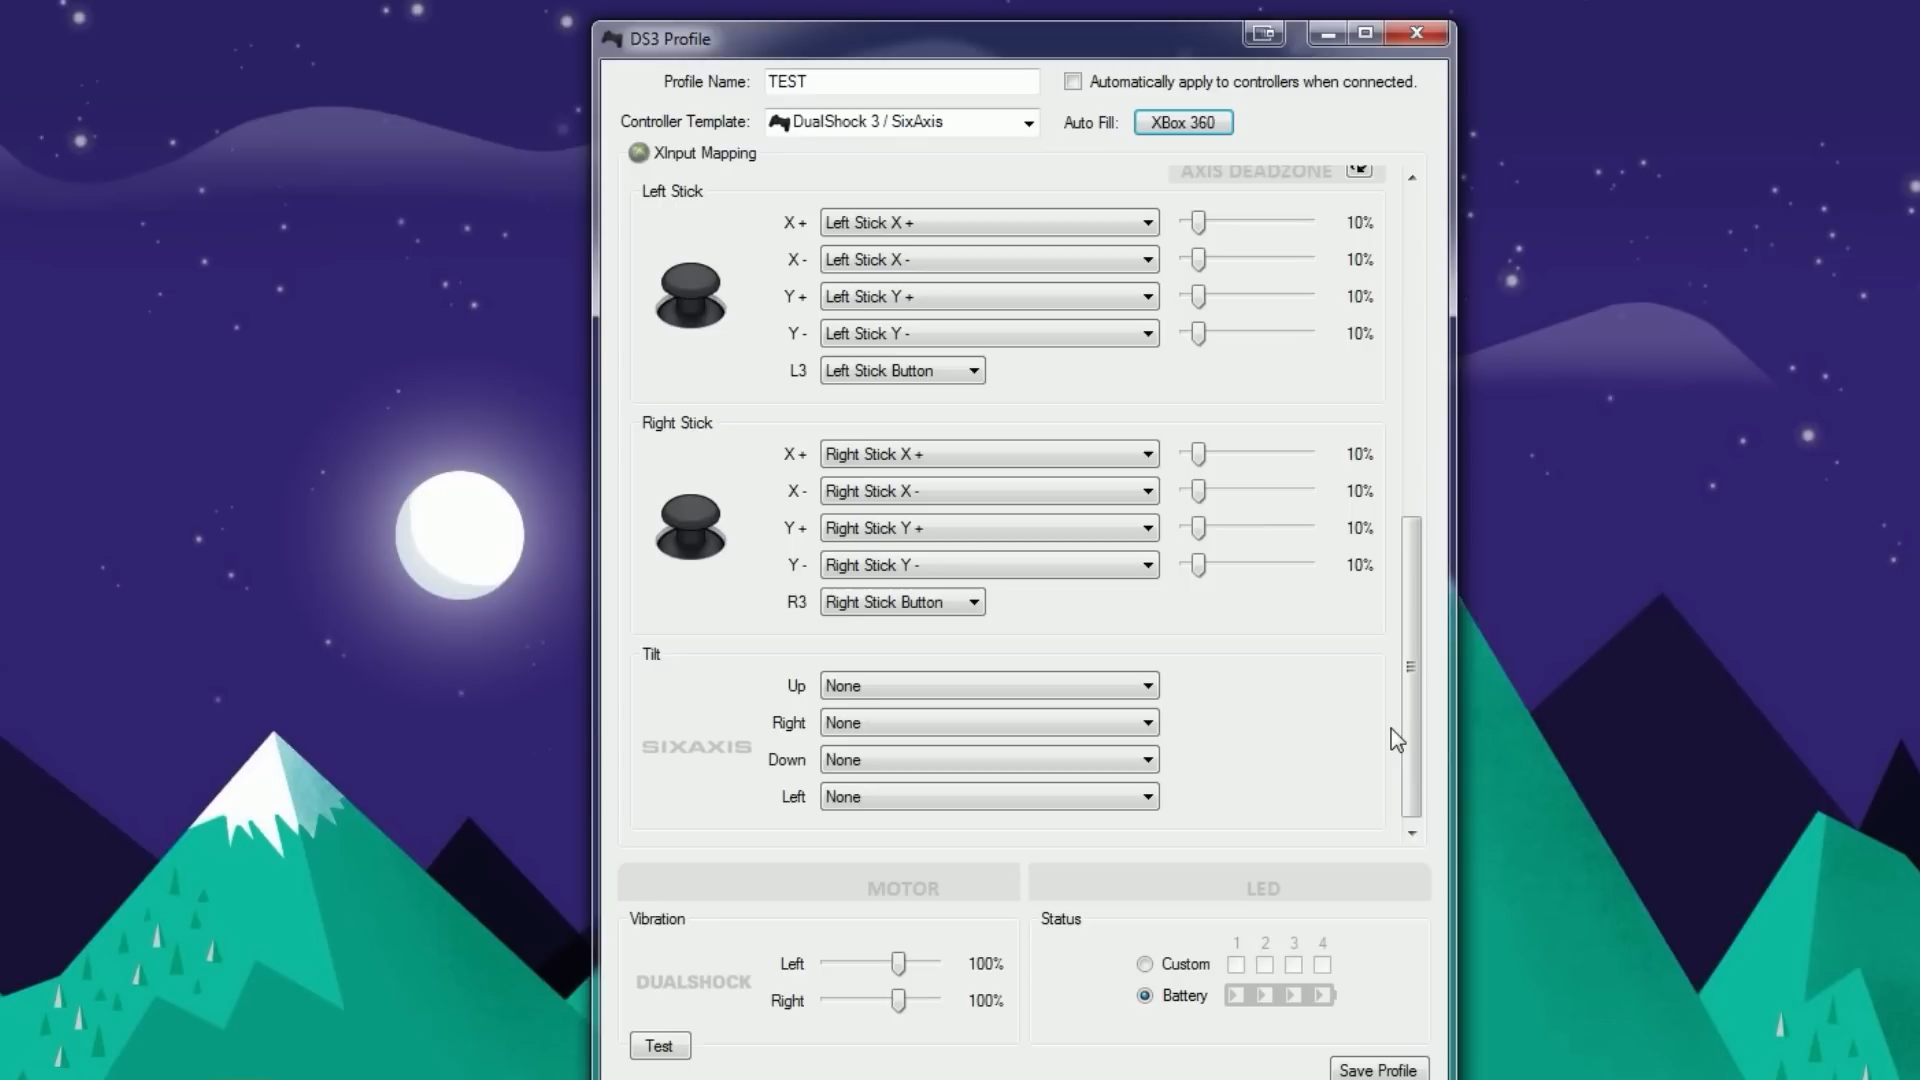 DS3 Profile
Profile Name: TEST Automatically apply to controllers when connected.
Controller Template: DualShock 3 / SixAxis Auto Fill: XBox 360
XInput Mapping
AXIS DEADZONE
Left Stick
X + Left Stick X + 10%
X - Left Stick X - 10%
Y + Left Stick Y + 10%
Y - Left Stick Y - 10%
L3 Left Stick Button
Right Stick
X + Right Stick X + 10%
X - Right Stick X - 10%
Y + Right Stick Y + 10%
Y - Right Stick Y - 10%
R3 Right Stick Button
Tilt
Up None
Right None
SIXAXIS
Down None
Left None
MOTOR LED
Vibration Status
1 2 3 4
Left 100% Custom
DUALSHOCK
Right 100% Battery
Test
Save Profile